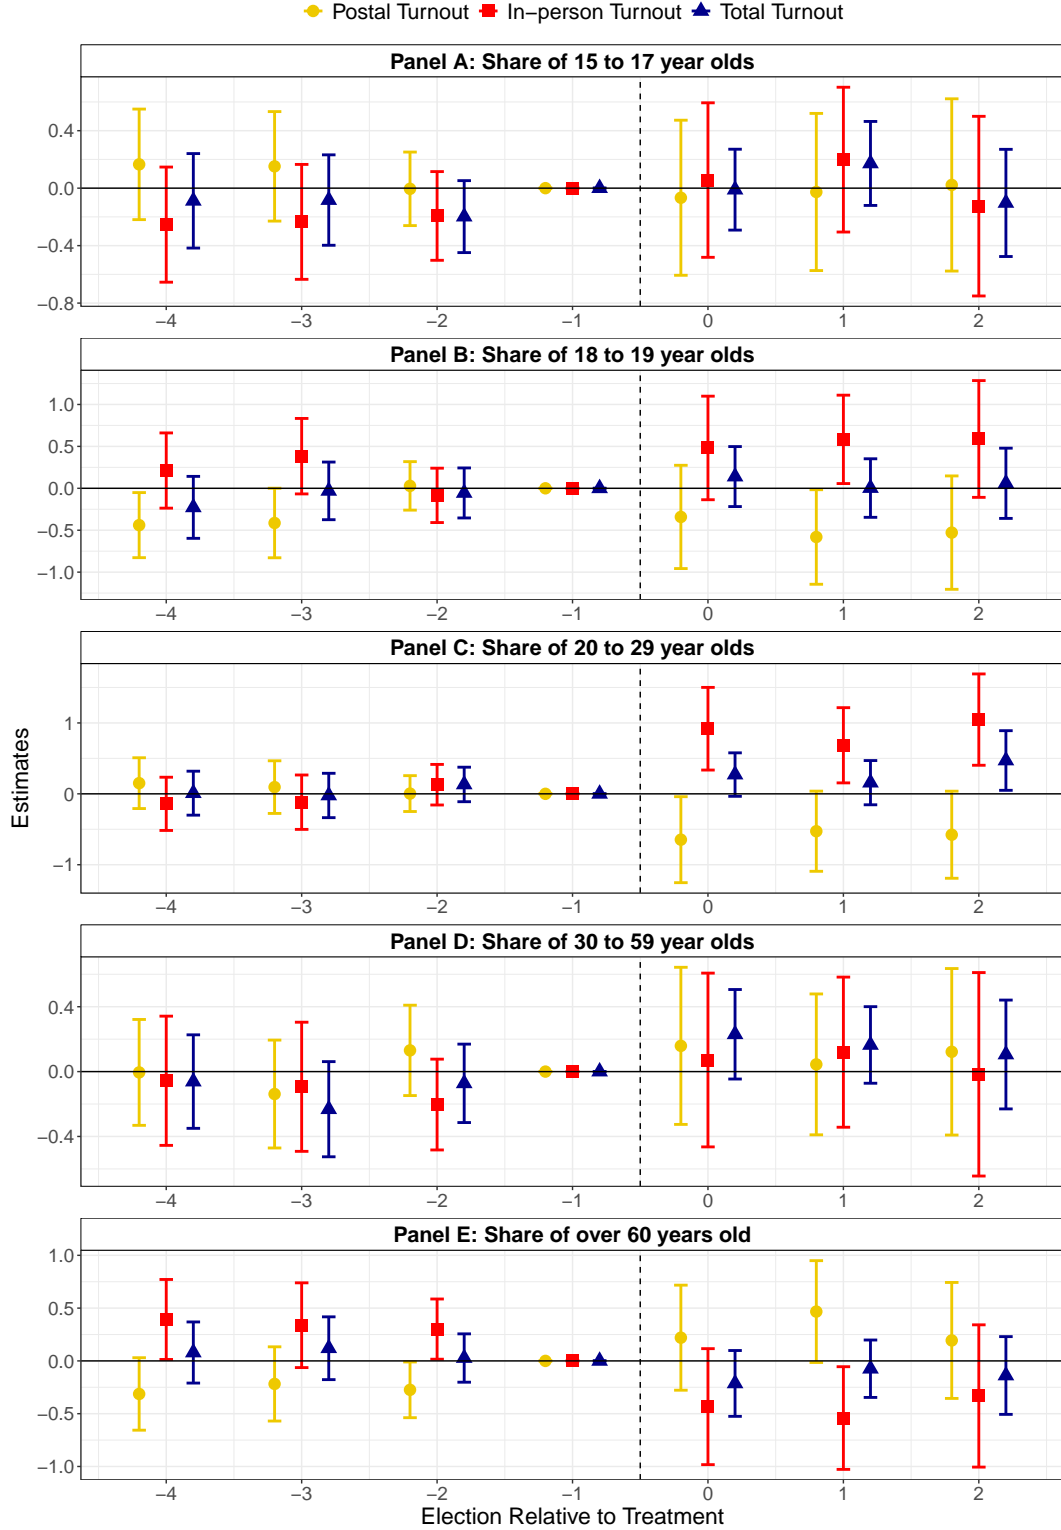 Postal Turnout In−person Turnout Total Turnout
Panel A: Share of 15 to 17 year olds
0.4
0.0
−0.4
−0.8
−4 −3 −2 −1 0 1 2
Panel B: Share of 18 to 19 year olds
1.0
0.5
0.0
−0.5
−1.0
−4 −3 −2 −1 0 1 2
Panel C: Share of 20 to 29 year olds
1
0
−1
−4 −3 −2 −1 0 1 2
Estimates
Panel D: Share of 30 to 59 year olds
0.4
0.0
−0.4
−4 −3 −2 −1 0 1 2
Panel E: Share of over 60 years old
1.0
0.5
0.0
−0.5
−1.0
−4 −3 −2 −1 0 1 2
Election Relative to Treatment